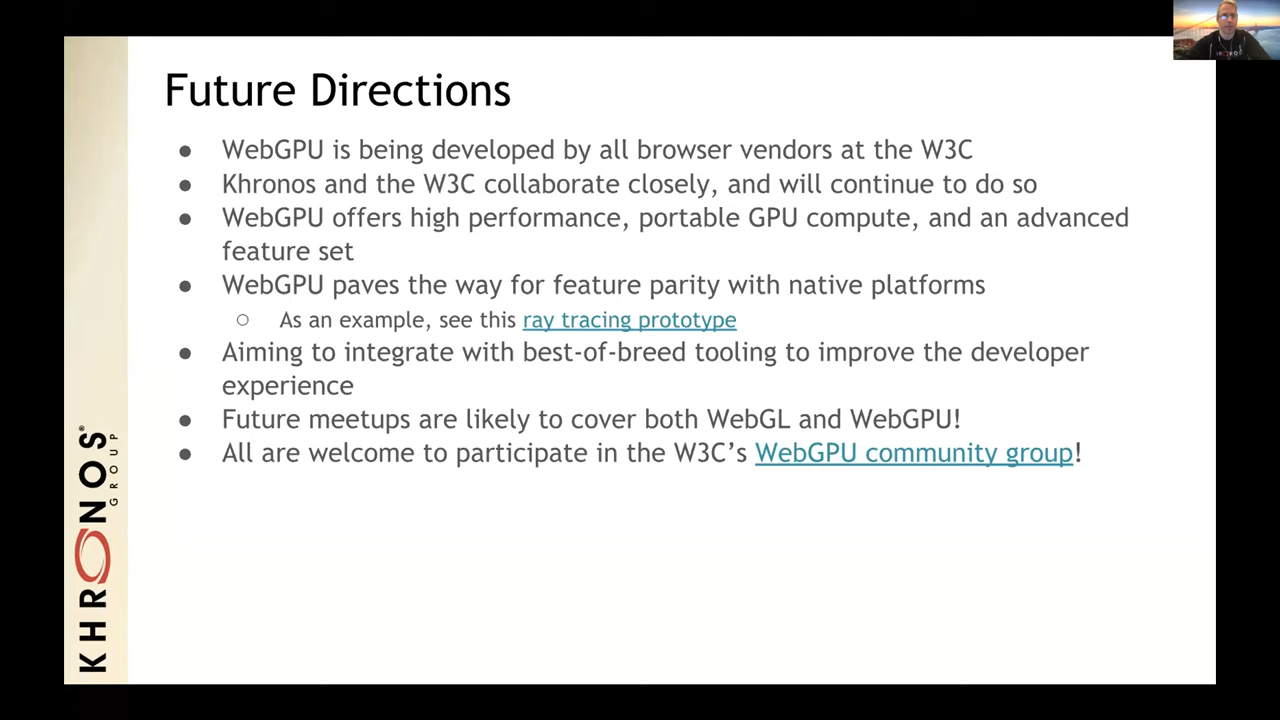 Future Directions
● WebGPU is being developed by all browser vendors at the W3C
● Khronos and the W3C collaborate closely, and will continue to do so
● WebGPU offers high performance, portable GPU compute, and an advanced
feature set
● WebGPU paves the way for feature parity with native platforms
○ As an example, see this ray tracing prototype
● Aiming to integrate with best-of-breed tooling to improve the developer
experience
● Future meetups are likely to cover both WebGL and WebGPU!
● All are welcome to participate in the W3C’s WebGPU community group!
KHRONOS®
GROUP